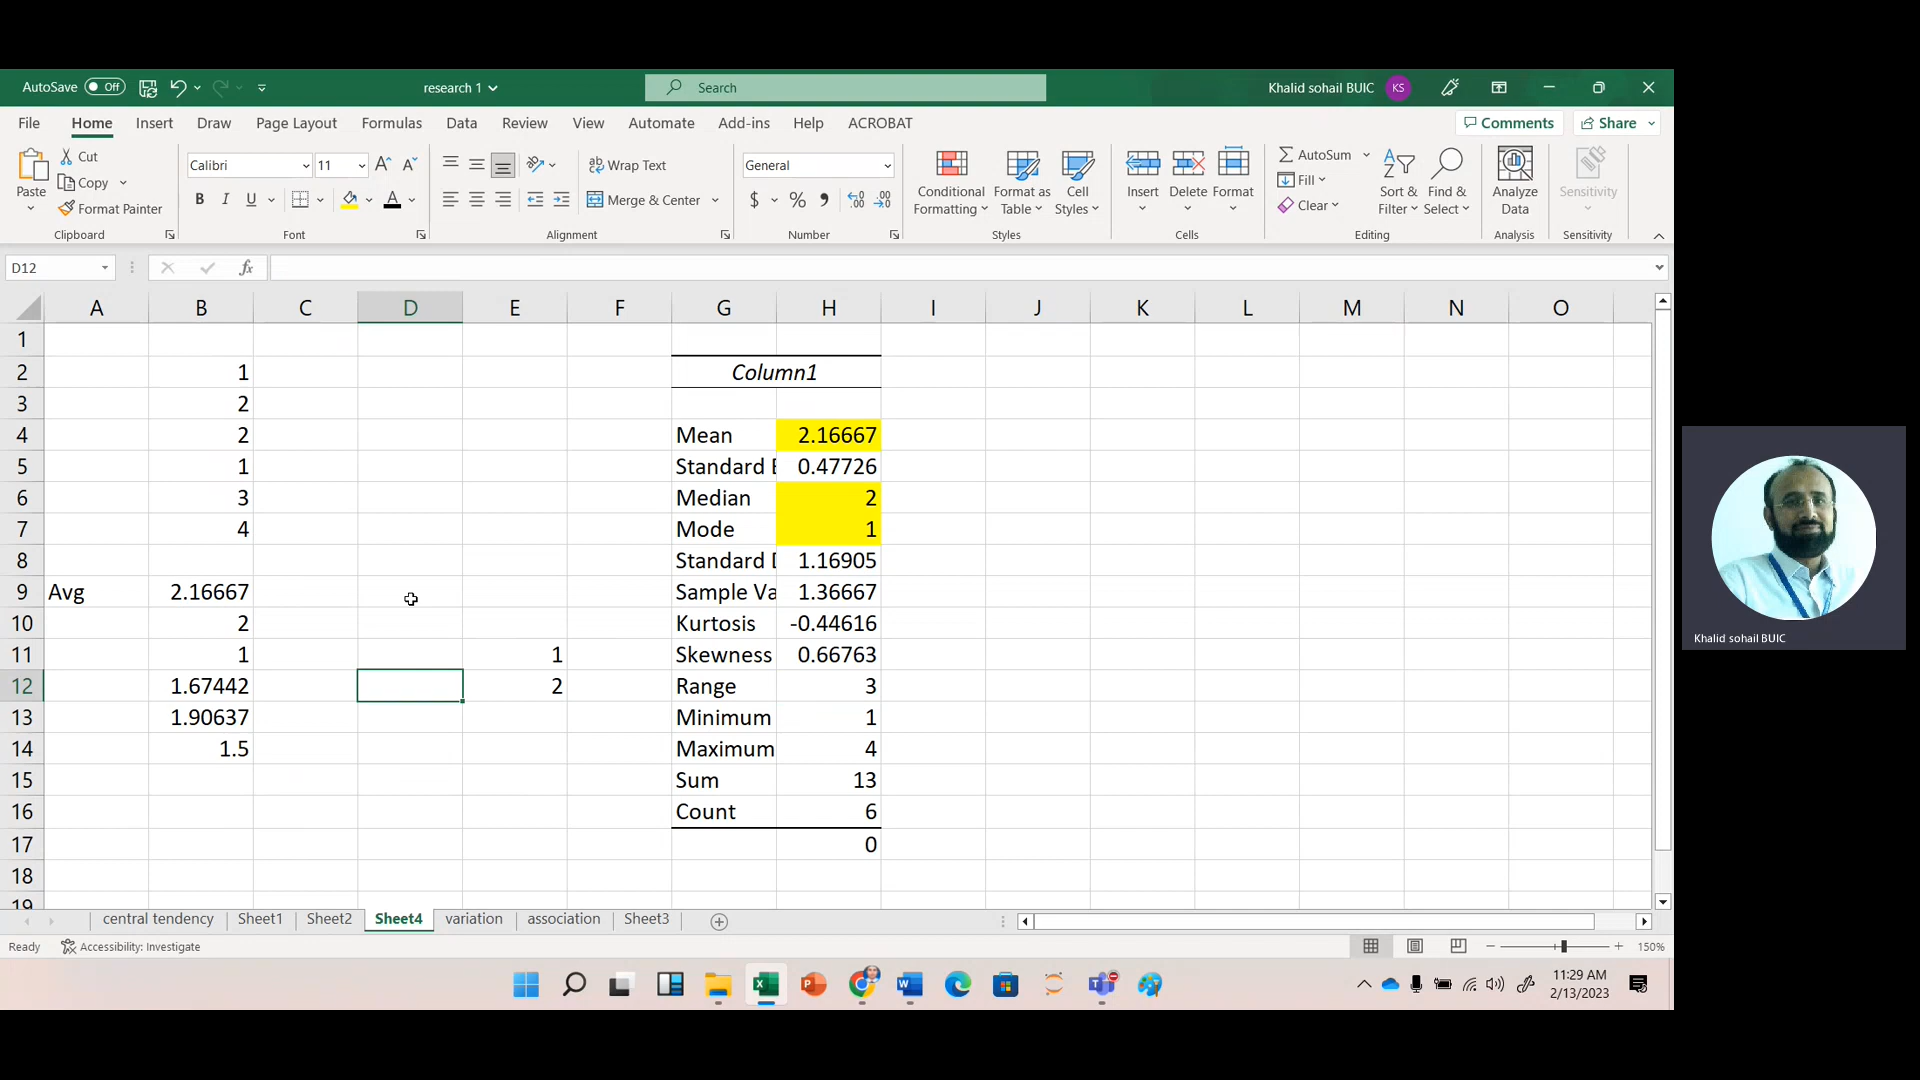 AutoSave Off research 1 Search Khalid sohail BUIC KS
File Home Insert Draw Page Layout Formulas Data Review View Automate Add-ins Help ACROBAT Comments Share
Paste Cut Copy Format Painter Clipboard
Calibri 11 B I U A Font
Wrap Text Merge & Center Alignment
General $ % Number
Conditional Formatting Format as Table Cell Styles Styles
Insert Delete Format Cells
AutoSum Fill Clear Sort & Filter Find & Select Editing
Analyze Data Analysis
Sensitivity Sensitivity
D12 fx
A B C D E F G H I J K L M N O
1
2 1 Column1
3 2
4 2 Mean 2.16667
5 1 Standard E 0.47726
6 3 Median 2
7 4 Mode 1
8 Standard D 1.16905
9 Avg 2.16667 Sample Va 1.36667
10 2 Kurtosis -0.44616
11 1 1 Skewness 0.66763
12 1.67442 2 Range 3
13 1.90637 Minimum 1
14 1.5 Maximum 4
15 Sum 13
16 Count 6
17 0
18
19
central tendency Sheet1 Sheet2 Sheet4 variation association Sheet3
Ready Accessibility: Investigate 150%
11:29 AM
2/13/2023
Khalid sohail BUIC